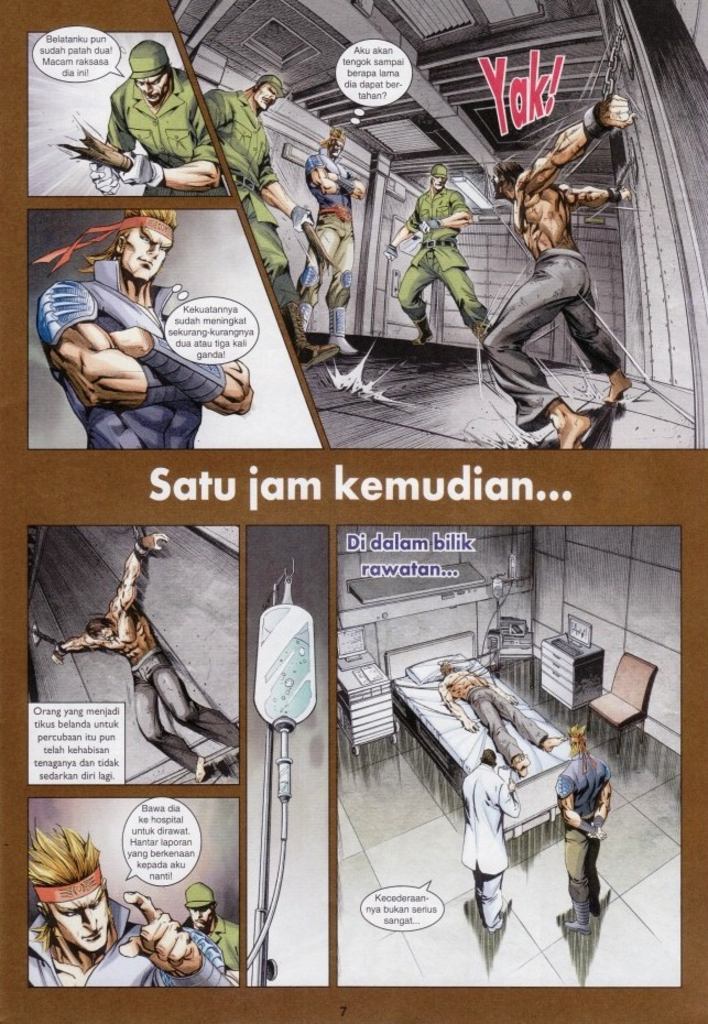 Belatanku pun
sudah patah dua!
Macam raksasa
dia ini!
Aku akan
tengok sampai
berapa lama
dia dapat ber-
tahan?
Yak!
Kekuatannya
sudah meningkat
sekurang-kurangnya
dua atau tiga kali
ganda!
Satu jam kemudian...
Orang yang menjadi
tikus belanda untuk
percubaan itu pun
telah kehabisan
tenaganya dan tidak
sedarkan diri lagi.
Bawa dia
ke hospital
untuk dirawat.
Hantar laporan
yang berkenaan
kepada aku
nanti!
Di dalam bilik
rawatan...
Kecederaan-
nya bukan serius
sangat...
7